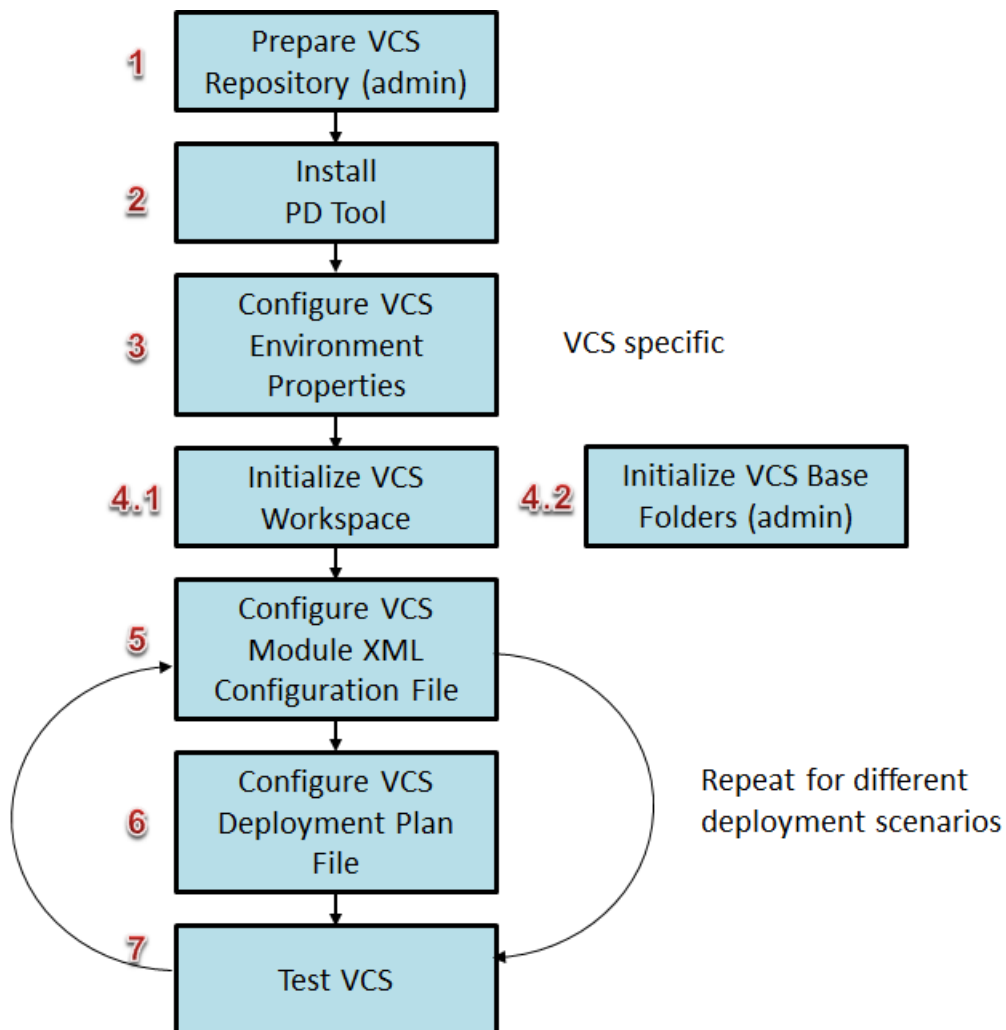 1
Prepare VCS
Repository (admin)
2
Install
PD Tool
3
Configure VCS
Environment
Properties
VCS specific
4.1
Initialize VCS
Workspace
4.2
Initialize VCS Base
Folders (admin)
5
Configure VCS
Module XML
Configuration File
6
Configure VCS
Deployment Plan
File
Repeat for different
deployment scenarios
7
Test VCS